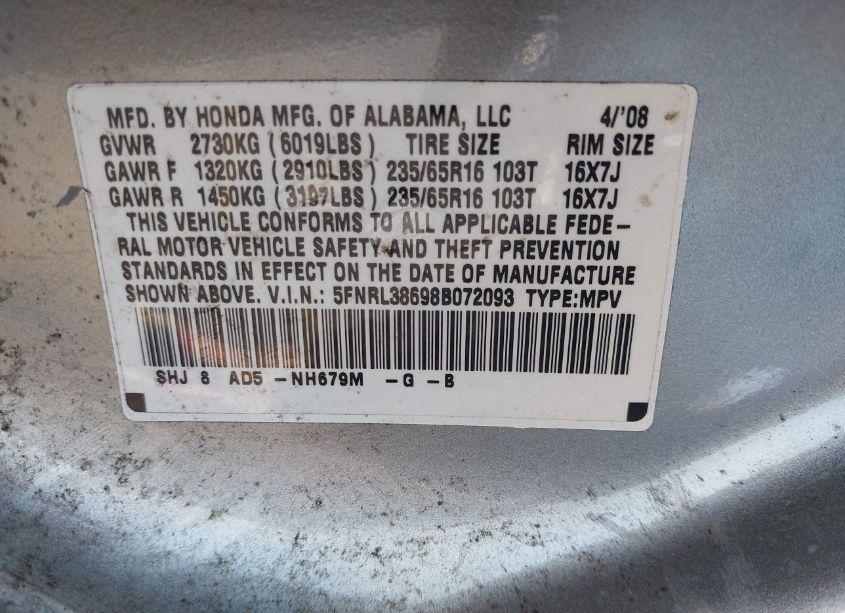 MFD. BY HONDA MFG. OF ALABAMA, LLC 4/'08
GVWR 2730KG (6019LBS) TIRE SIZE RIM SIZE
GAWR F 1320KG (2910LBS) 235/65R16 103T 16X7J
GAWR R 1450KG (3197LBS) 235/65R16 103T 16X7J
THIS VEHICLE CONFORMS TO ALL APPLICABLE FEDE-
RAL MOTOR VEHICLE SAFETY AND THEFT PREVENTION
STANDARDS IN EFFECT ON THE DATE OF MANUFACTURE
SHOWN ABOVE. V.I.N.: 5FNRL38698B072093 TYPE:MPV
SHJ 8 AD5 -NH679M -G -B